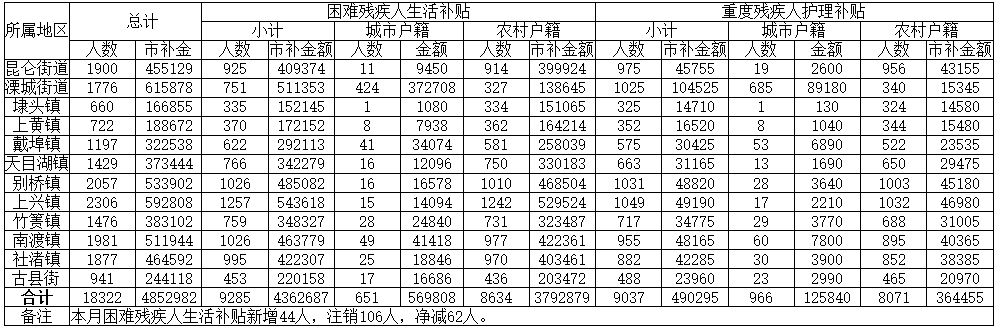 所属地区 总计 困难残疾人生活补贴 重度残疾人护理补贴
小计 城市户籍 农村户籍 小计 城市户籍 农村户籍
人数 市补金 人数 市补金额 人数 金额 人数 市补金额 人数 市补金额 人数 金额 人数 市补金额
昆仑街道 1900 455129 925 409374 11 9450 914 399924 975 45755 19 2600 956 43155
溧城街道 1776 615878 751 511353 424 372708 327 138645 1025 104525 685 89180 340 15345
埭头镇 660 166855 335 152145 1 1080 334 151065 325 14710 1 130 324 14580
上黄镇 722 188672 370 172152 8 7938 362 164214 352 16520 8 1040 344 15480
戴埠镇 1197 322538 622 292113 41 34074 581 258039 575 30425 53 6890 522 23535
天目湖镇 1429 373444 766 342279 16 12096 750 330183 663 31165 13 1690 650 29475
别桥镇 2057 533902 1026 485082 16 16578 1010 468504 1031 48820 28 3640 1003 45180
上兴镇 2306 592808 1257 543618 15 14094 1242 529524 1049 49190 17 2210 1032 46980
竹箦镇 1476 383102 759 348327 28 24840 731 323487 717 34775 29 3770 688 31005
南渡镇 1981 511944 1026 463779 49 41418 977 422361 955 48165 60 7800 895 40365
社渚镇 1877 464592 995 422307 25 18846 970 403461 882 42285 30 3900 852 38385
古县街 941 244118 453 220158 17 16686 436 203472 488 23960 23 2990 465 20970
合计 18322 4852982 9285 4362687 651 569808 8634 3792879 9037 490295 966 125840 8071 364455
备注 本月困难残疾人生活补贴新增44人，注销106人，净减62人。